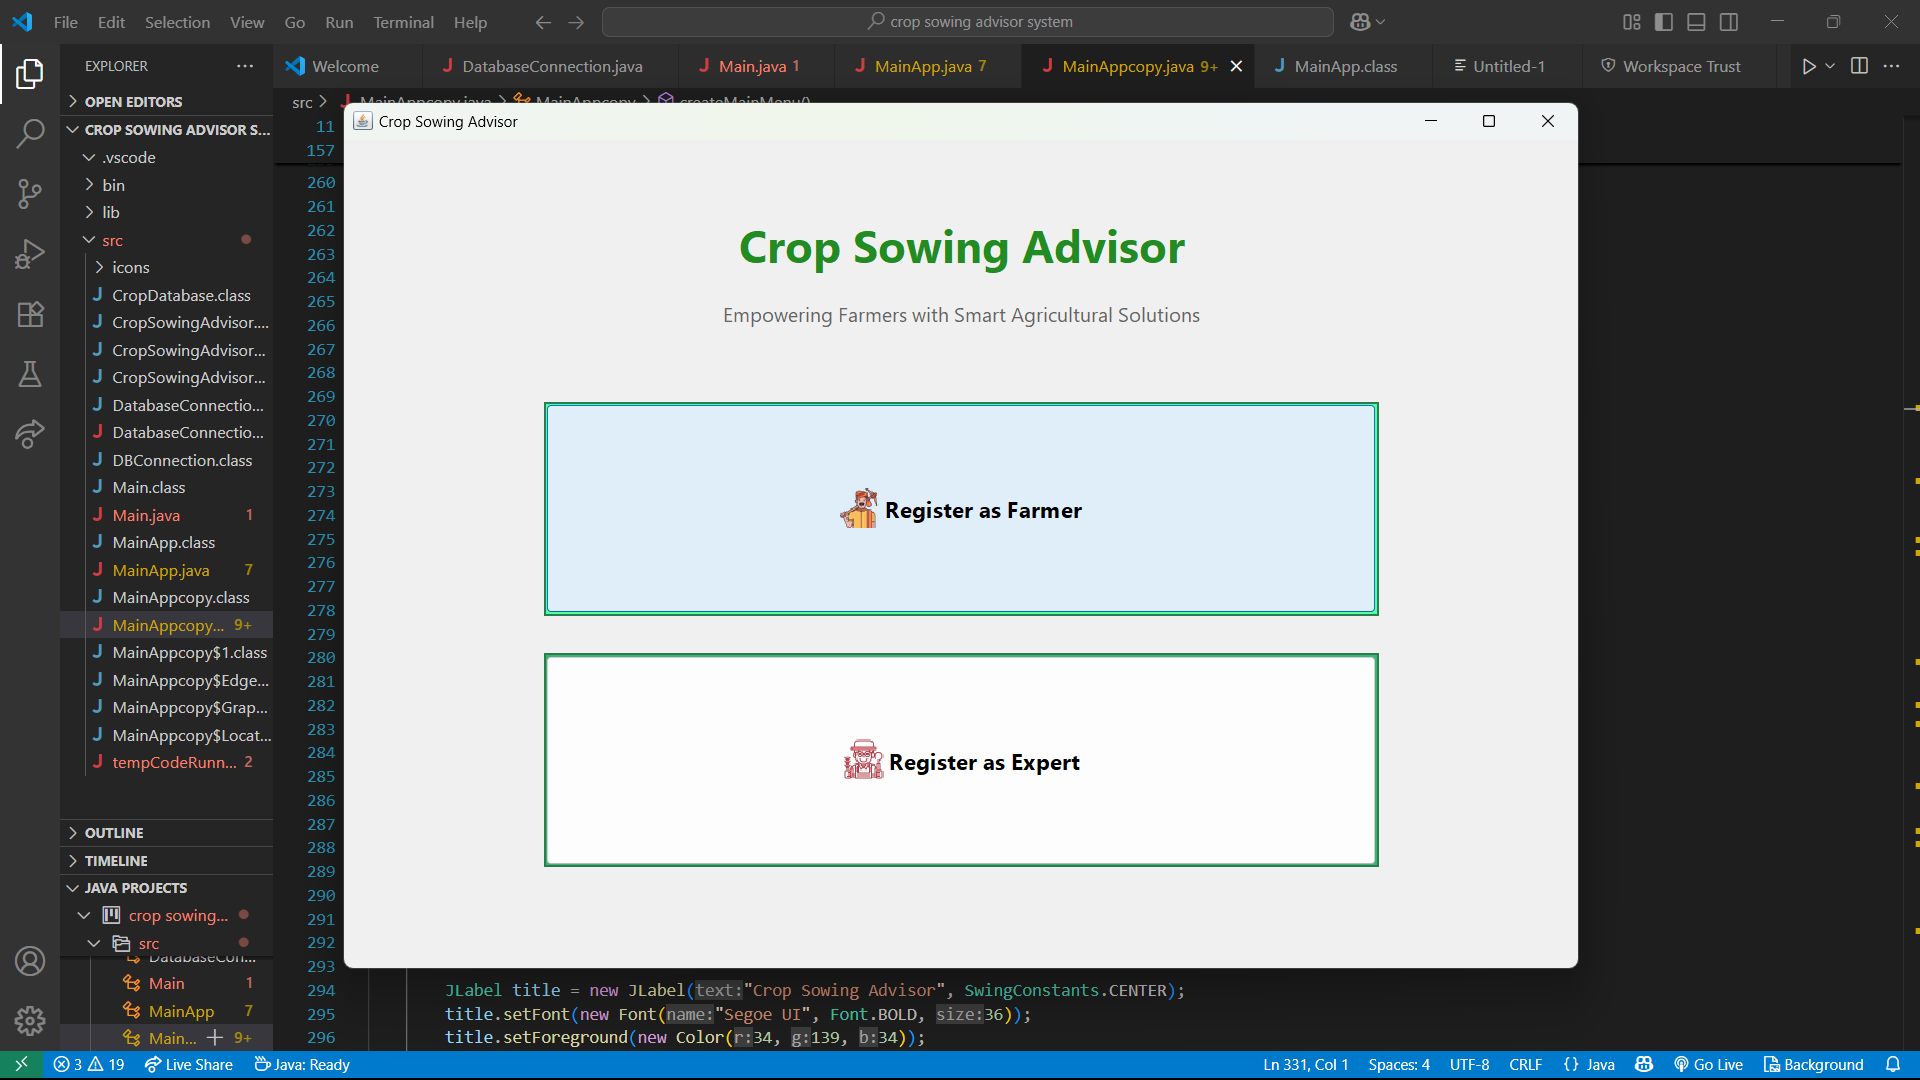 File Edit Selection View Go Run Terminal Help
crop sowing advisor system
EXPLORER
Welcome
DatabaseConnection.java
Main.java 1
MainApp.java 7
MainAppcopy.java 9+
MainApp.class
Untitled-1
Workspace Trust
OPEN EDITORS
CROP SOWING ADVISOR S...
.vscode
bin
lib
src
icons
CropDatabase.class
CropSowingAdvisor....
CropSowingAdvisor...
CropSowingAdvisor...
DatabaseConnectio...
DatabaseConnectio...
DBConnection.class
Main.class
Main.java 1
MainApp.class
MainApp.java 7
MainAppcopy.class
MainAppcopy... 9+
MainAppcopy$1.class
MainAppcopy$Edge...
MainAppcopy$Grap...
MainAppcopy$Locat...
tempCodeRunn... 2
OUTLINE
TIMELINE
JAVA PROJECTS
crop sowing...
src
DatabaseCon...
Main 1
MainApp 7
Main... 9+
src > MainAppcopy.java > MainAppcopy > createMainMenu()
11
157
260
261
262
263
264
265
266
267
268
269
270
271
272
273
274
275
276
277
278
279
280
281
282
283
284
285
286
287
288
289
290
291
292
293
Crop Sowing Advisor
Crop Sowing Advisor
Empowering Farmers with Smart Agricultural Solutions
Register as Farmer
Register as Expert
294 JLabel title = new JLabel(text:"Crop Sowing Advisor", SwingConstants.CENTER);
295 title.setFont(new Font(name:"Segoe UI", Font.BOLD, size:36));
296 title.setForeground(new Color(r:34, g:139, b:34));
3 19 Live Share Java: Ready
Ln 331, Col 1 Spaces: 4 UTF-8 CRLF {} Java Go Live Background